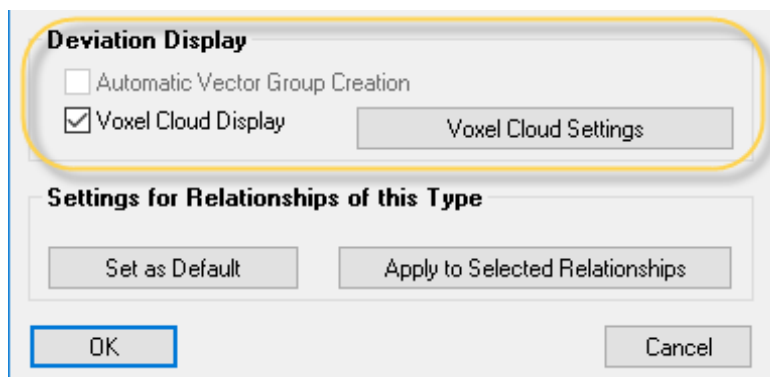 Deviation Display
Automatic Vector Group Creation
Voxel Cloud Display
Voxel Cloud Settings
Settings for Relationships of this Type
Set as Default
Apply to Selected Relationships
OK
Cancel